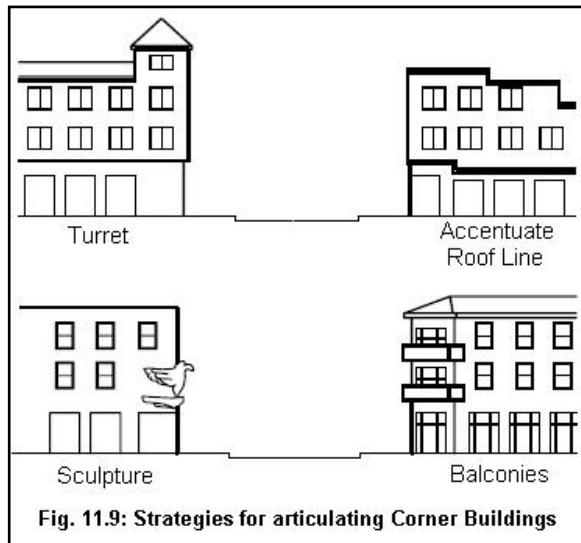 Turret
Accentuate
Roof Line
Sculpture
Balconies
Fig. 11.9: Strategies for articulating Corner Buildings